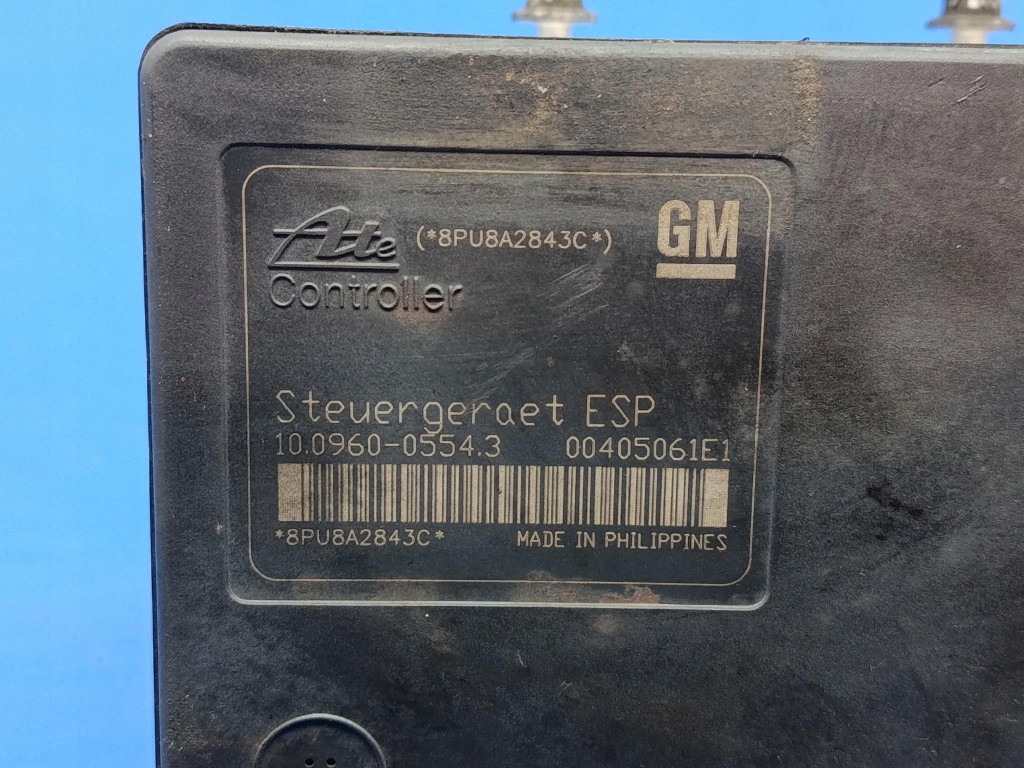 Ate (*8PU8A2843C*) GM
Controller
Steuergeraet ESP
10.0960-0554.3 00405061E1
*8PU8A2843C* MADE IN PHILIPPINES